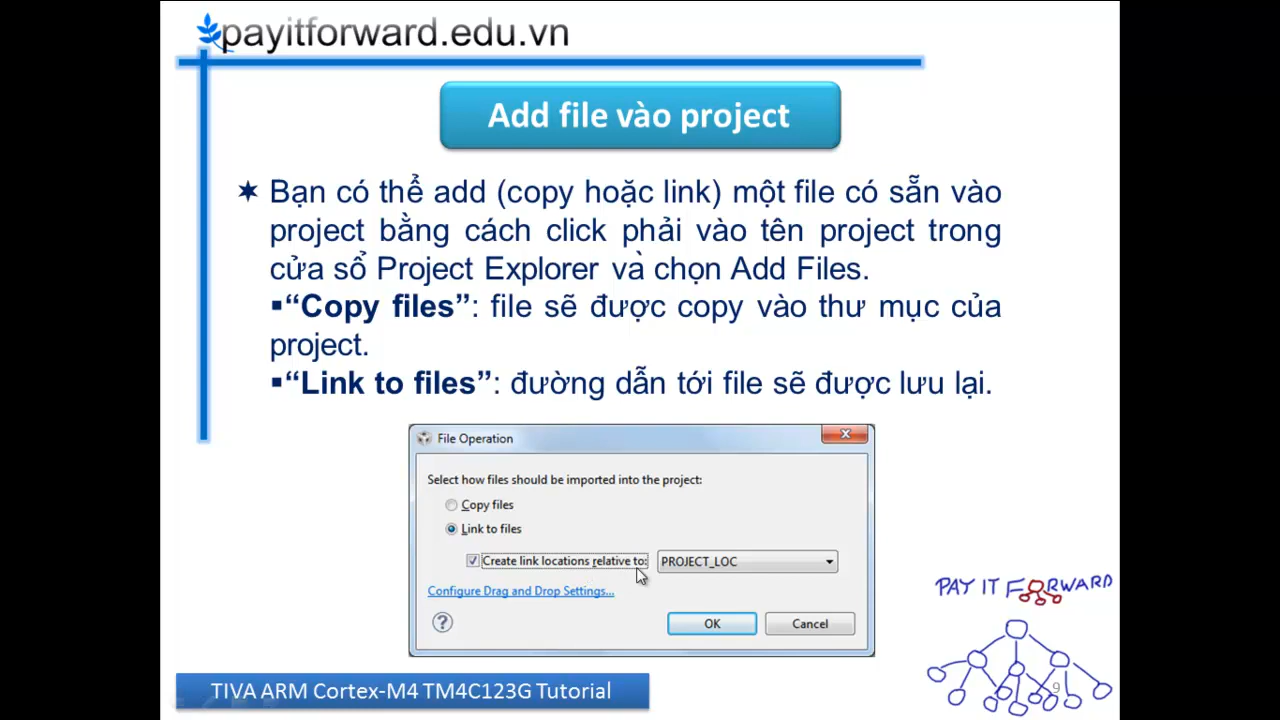 payitforward.edu.vn
Add file vào project
✶ Bạn có thể add (copy hoặc link) một file có sẵn vào
project bằng cách click phải vào tên project trong
cửa sổ Project Explorer và chọn Add Files.
▪“Copy files”: file sẽ được copy vào thư mục của
project.
▪“Link to files”: đường dẫn tới file sẽ được lưu lại.
File Operation
Select how files should be imported into the project:
Copy files
Link to files
Create link locations relative to: PROJECT_LOC
Configure Drag and Drop Settings...
? OK Cancel
PAY IT FORWARD
9
TIVA ARM Cortex-M4 TM4C123G Tutorial